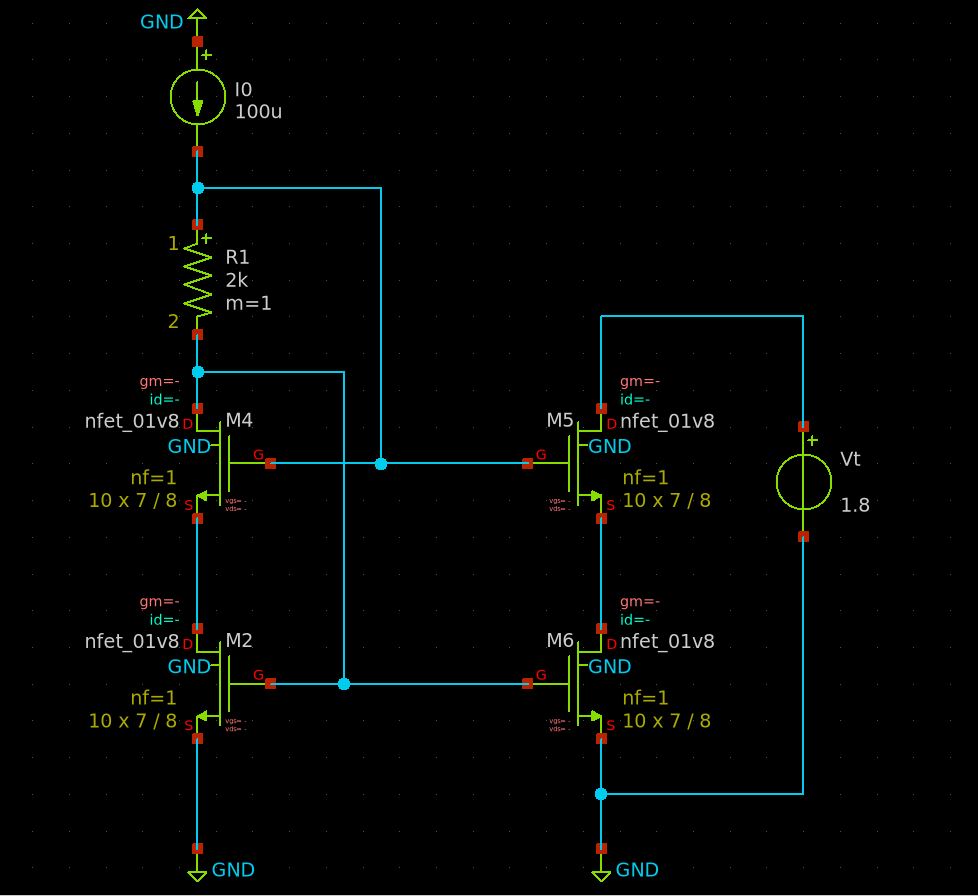 GND
+
I0
100u
1
+
R1
2k
m=1
2
gm=-
id=-
nfet_01v8
D
M4
GND
G
nf=1
10 x 7 / 8
S
vgs=-
vds=-
gm=-
id=-
M5
D
nfet_01v8
GND
G
nf=1
10 x 7 / 8
S
vgs=-
vds=-
+
Vt
1.8
gm=-
id=-
nfet_01v8
D
M2
GND
G
nf=1
10 x 7 / 8
S
vgs=-
vds=-
gm=-
id=-
M6
D
nfet_01v8
GND
G
nf=1
10 x 7 / 8
S
vgs=-
vds=-
GND
GND